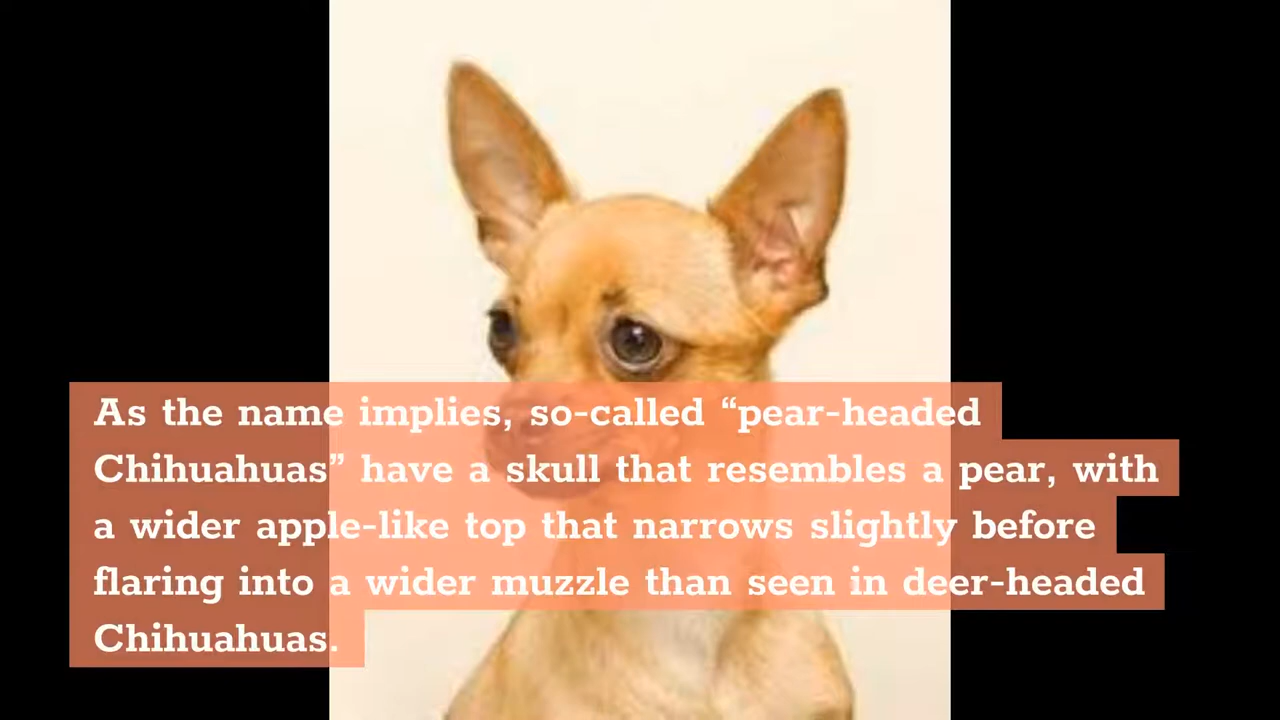 As the name implies, so-called “pear-headed
Chihuahuas” have a skull that resembles a pear, with
a wider apple-like top that narrows slightly before
flaring into a wider muzzle than seen in deer-headed
Chihuahuas.